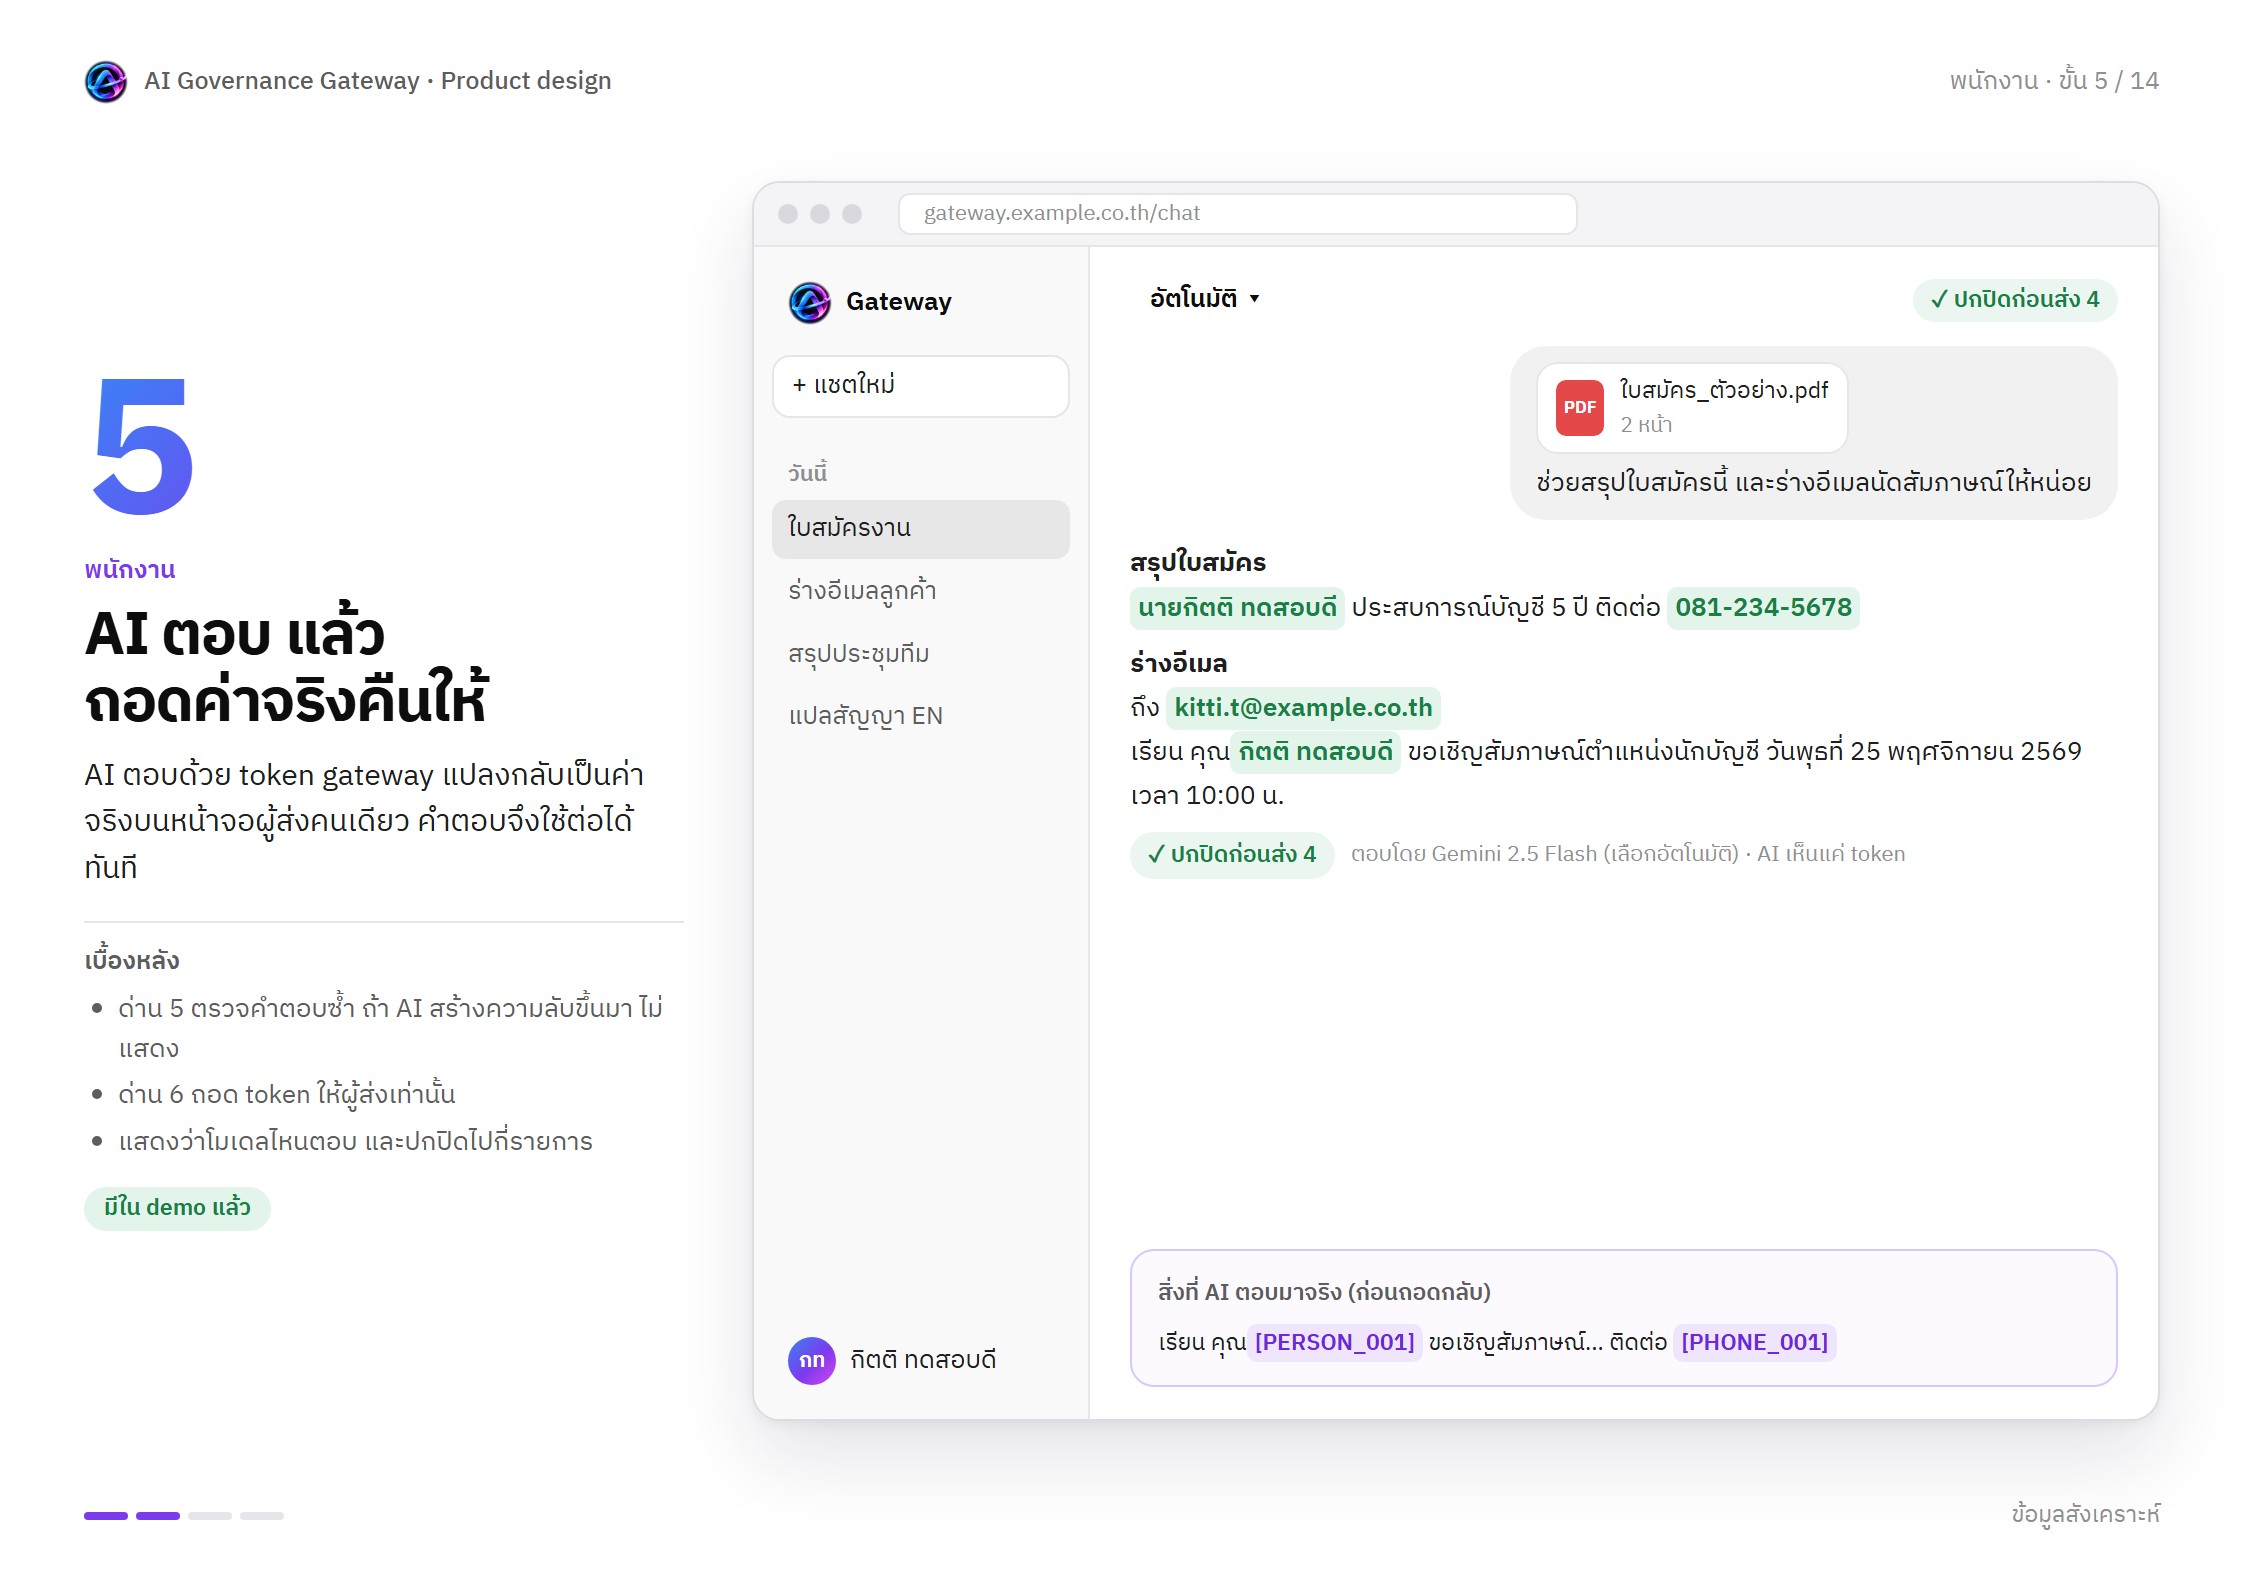 AI Governance Gateway · Product design
พนักงาน · ขั้น 5 / 14
5
พนักงาน
AI ตอบ แล้ว
ถอดค่าจริงคืนให้
AI ตอบด้วย token gateway แปลงกลับเป็นค่า
จริงบนหน้าจอผู้ส่งคนเดียว คำตอบจึงใช้ต่อได้
ทันที
เบื้องหลัง
ด่าน 5 ตรวจคำตอบซ้ำ ถ้า AI สร้างความลับขึ้นมา ไม่
แสดง
ด่าน 6 ถอด token ให้ผู้ส่งเท่านั้น
แสดงว่าโมเดลไหนตอบ และปกปิดไปกี่รายการ
มีใน demo แล้ว
gateway.example.co.th/chat
Gateway
+ แชตใหม่
วันนี้
ใบสมัครงาน
ร่างอีเมลลูกค้า
สรุปประชุมทีม
แปลสัญญา EN
กท กิตติ ทดสอบดี
อัตโนมัติ ▾
✓ ปกปิดก่อนส่ง 4
PDF
ใบสมัคร_ตัวอย่าง.pdf
2 หน้า
ช่วยสรุปใบสมัครนี้ และร่างอีเมลนัดสัมภาษณ์ให้หน่อย
สรุปใบสมัคร
นายกิตติ ทดสอบดี ประสบการณ์บัญชี 5 ปี ติดต่อ 081-234-5678
ร่างอีเมล
ถึง kitti.t@example.co.th
เรียน คุณกิตติ ทดสอบดี ขอเชิญสัมภาษณ์ตำแหน่งนักบัญชี วันพุธที่ 25 พฤศจิกายน 2569
เวลา 10:00 น.
✓ ปกปิดก่อนส่ง 4 ตอบโดย Gemini 2.5 Flash (เลือกอัตโนมัติ) · AI เห็นแค่ token
สิ่งที่ AI ตอบมาจริง (ก่อนถอดกลับ)
เรียน คุณ[PERSON_001] ขอเชิญสัมภาษณ์... ติดต่อ [PHONE_001]
ข้อมูลสังเคราะห์